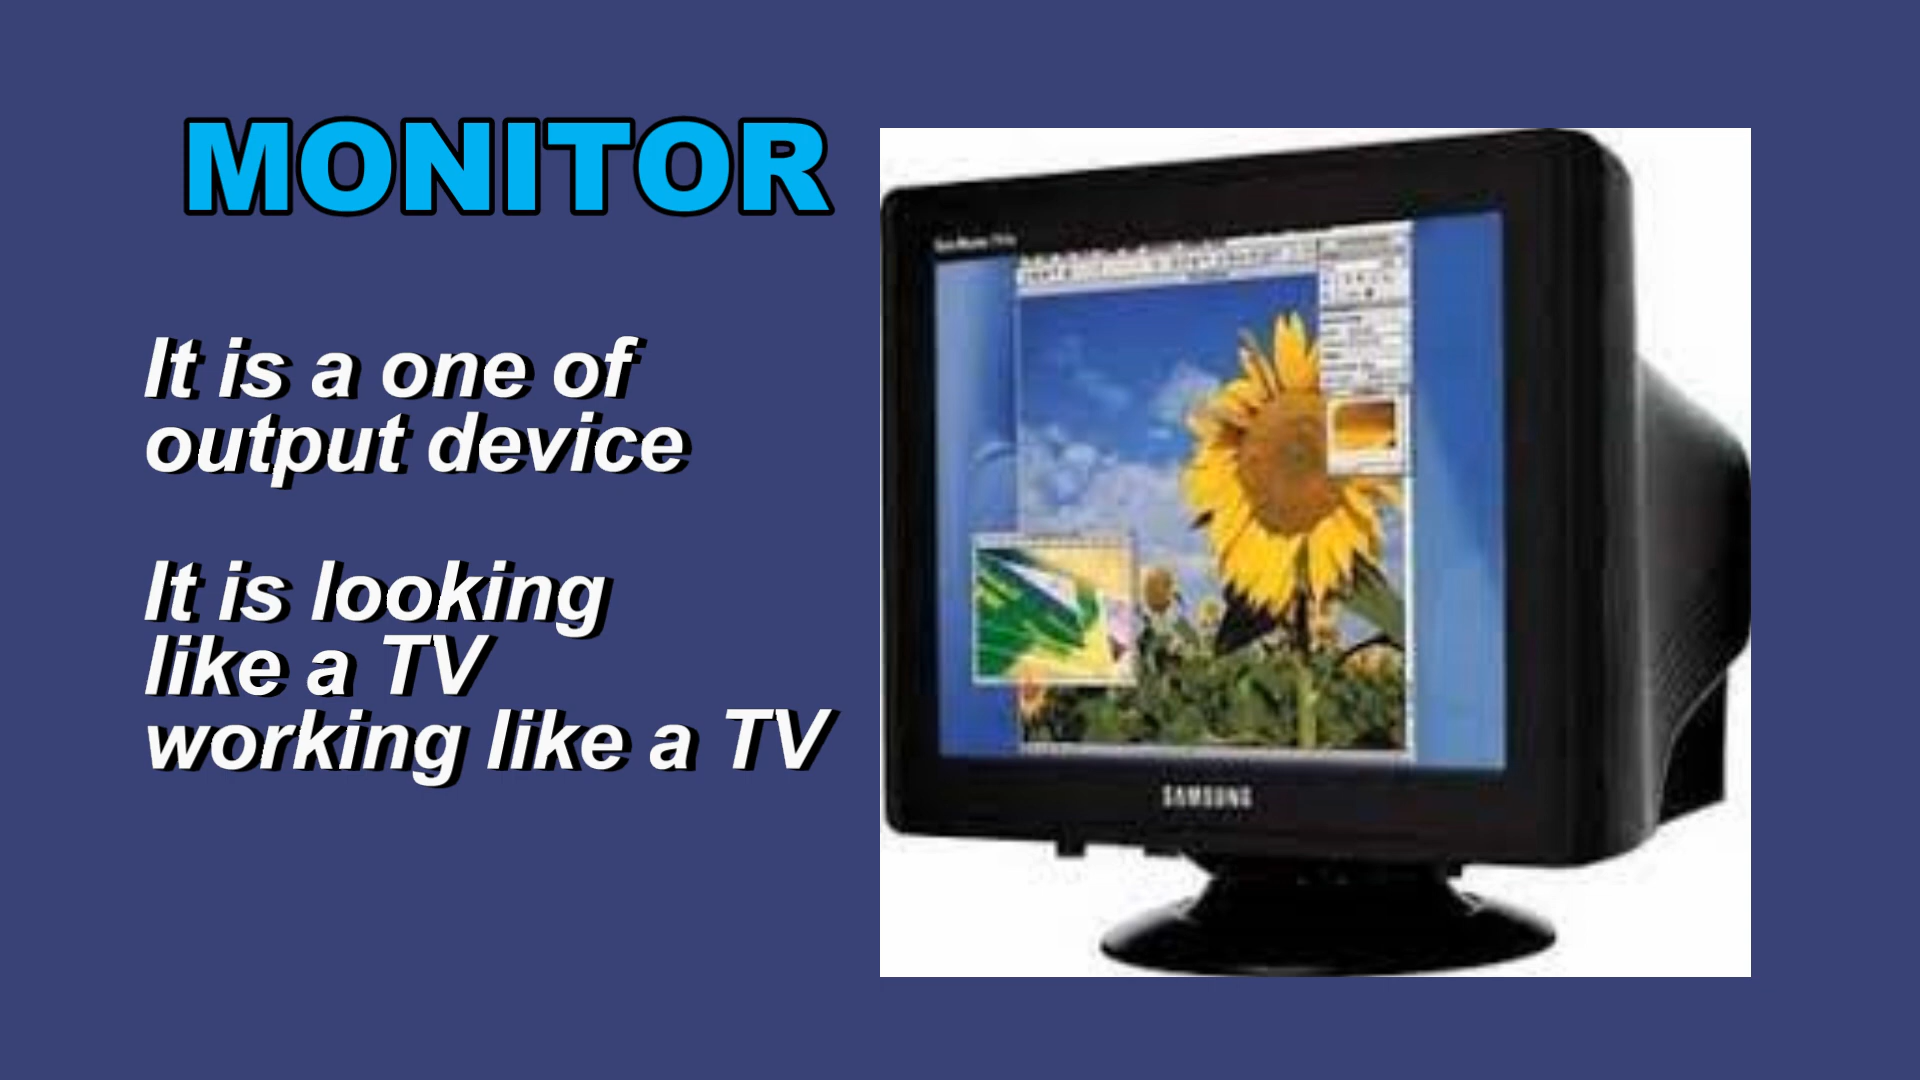 MONITOR
It is a one of
output device
It is looking
like a TV
working like a TV
SAMSUNG